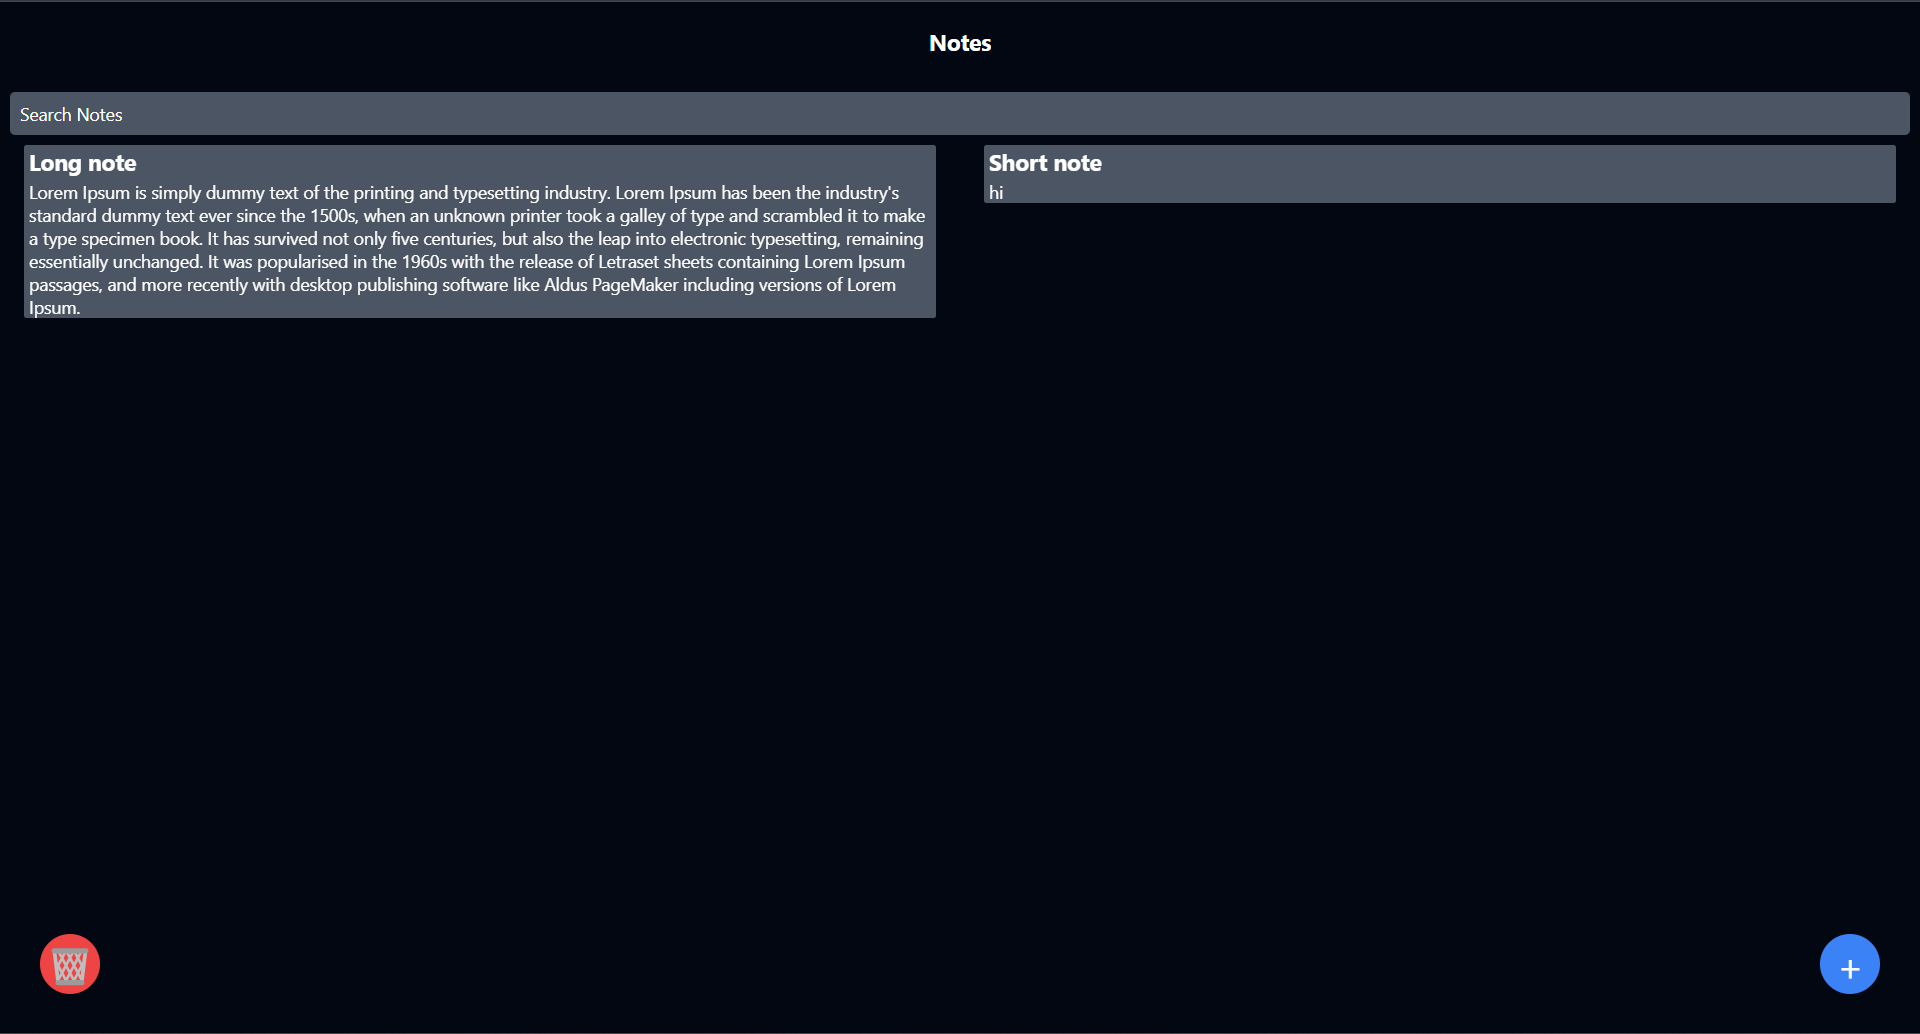 Notes
Search Notes
Long note
Lorem Ipsum is simply dummy text of the printing and typesetting industry. Lorem Ipsum has been the industry's
standard dummy text ever since the 1500s, when an unknown printer took a galley of type and scrambled it to make
a type specimen book. It has survived not only five centuries, but also the leap into electronic typesetting, remaining
essentially unchanged. It was popularised in the 1960s with the release of Letraset sheets containing Lorem Ipsum
passages, and more recently with desktop publishing software like Aldus PageMaker including versions of Lorem
Ipsum.
Short note
hi
+